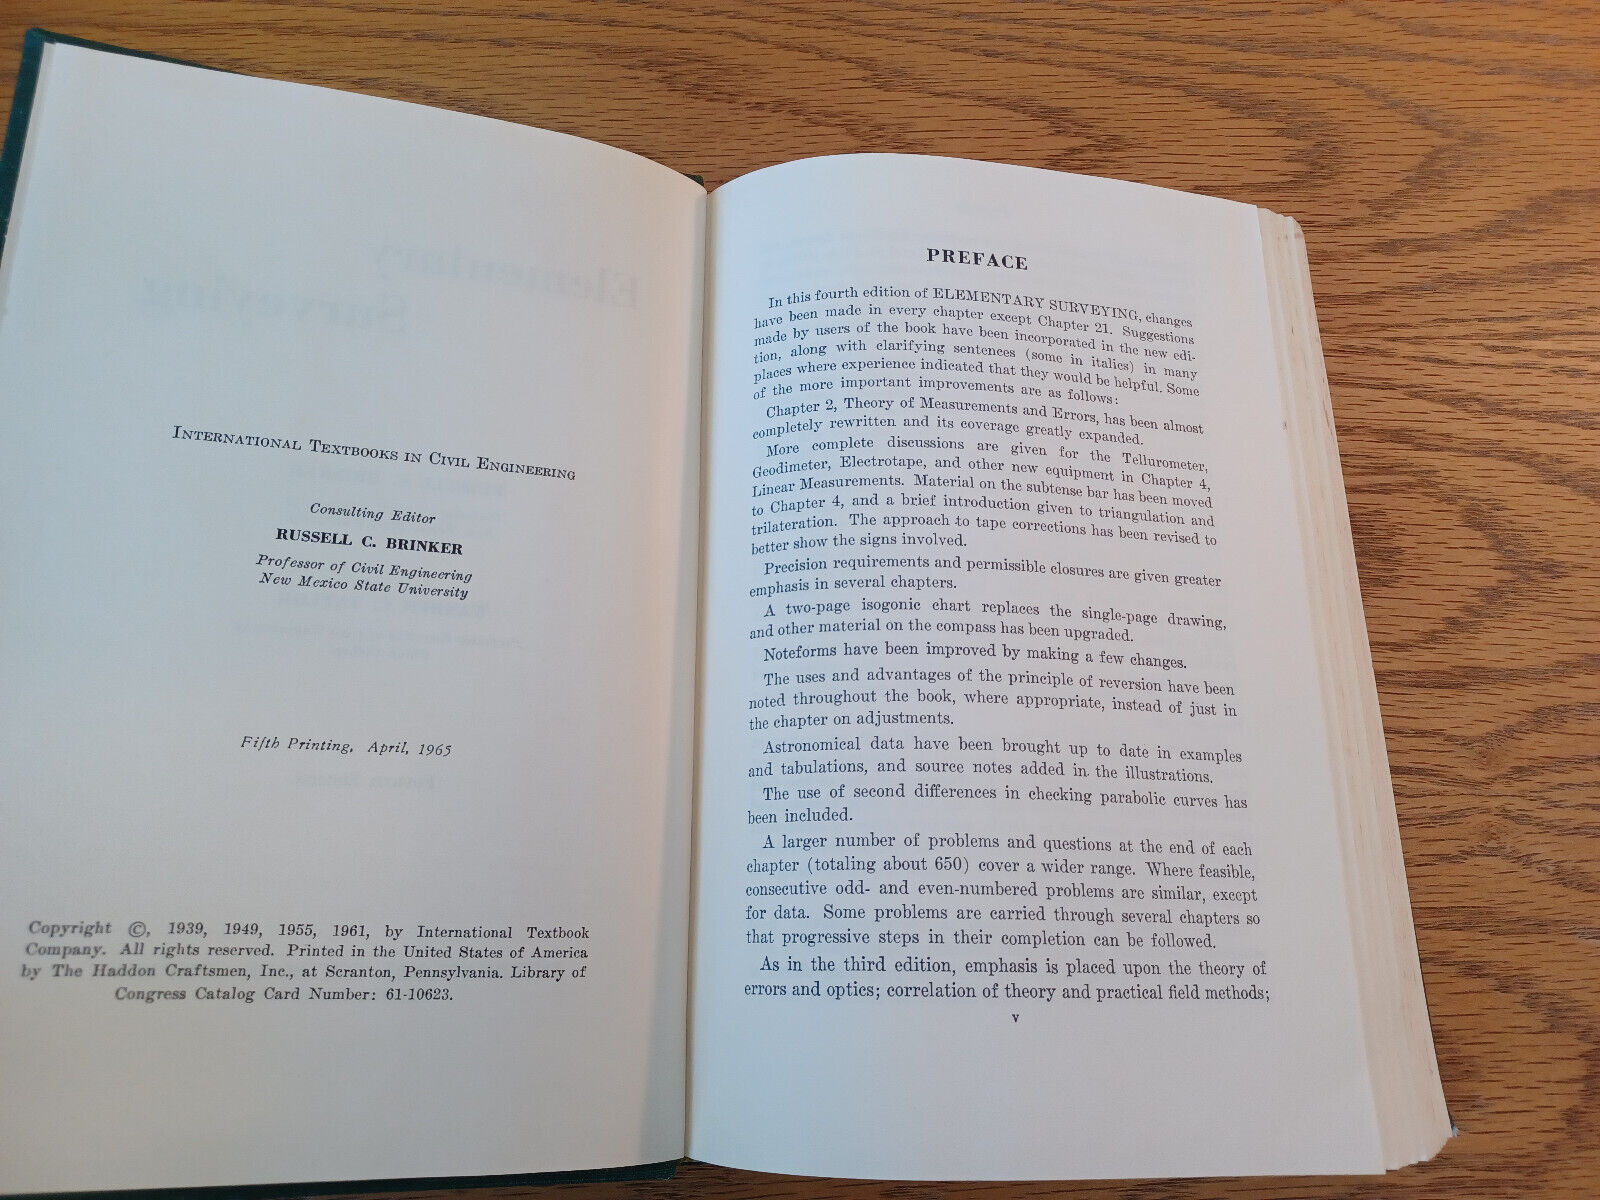 INTERNATIONAL TEXTBOOKS IN CIVIL ENGINEERING
Consulting Editor
RUSSELL C. BRINKER
Professor of Civil Engineering
New Mexico State University
Fifth Printing, April, 1965
Copyright ©, 1939, 1949, 1955, 1961, by International Textbook
Company. All rights reserved. Printed in the United States of America
by The Haddon Craftsmen, Inc., at Scranton, Pennsylvania. Library of
Congress Catalog Card Number: 61-10623.
PREFACE
In this fourth edition of ELEMENTARY SURVEYING, changes
have been made in every chapter except Chapter 21. Suggestions
made by users of the book have been incorporated in the new edi-
tion, along with clarifying sentences (some in italics) in many
places where experience indicated that they would be helpful. Some
of the more important improvements are as follows:
Chapter 2, Theory of Measurements and Errors, has been almost
completely rewritten and its coverage greatly expanded.
More complete discussions are given for the Tellurometer,
Geodimeter, Electrotape, and other new equipment in Chapter 4,
Linear Measurements. Material on the subtense bar has been moved
to Chapter 4, and a brief introduction given to triangulation and
trilateration. The approach to tape corrections has been revised to
better show the signs involved.
Precision requirements and permissible closures are given greater
emphasis in several chapters.
A two-page isogonic chart replaces the single-page drawing,
and other material on the compass has been upgraded.
Noteforms have been improved by making a few changes.
The uses and advantages of the principle of reversion have been
noted throughout the book, where appropriate, instead of just in
the chapter on adjustments.
Astronomical data have been brought up to date in examples
and tabulations, and source notes added in the illustrations.
The use of second differences in checking parabolic curves has
been included.
A larger number of problems and questions at the end of each
chapter (totaling about 650) cover a wider range. Where feasible,
consecutive odd- and even-numbered problems are similar, except
for data. Some problems are carried through several chapters so
that progressive steps in their completion can be followed.
As in the third edition, emphasis is placed upon the theory of
errors and optics; correlation of theory and practical field methods;
v